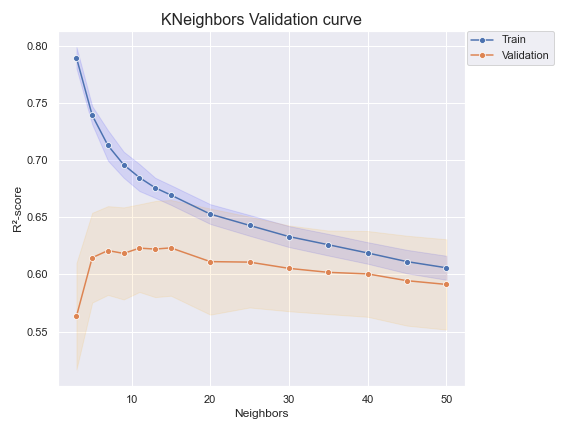 KNeighbors Validation curve
Train
Validation
0.80
0.75
0.70
0.65
0.60
0.55
R²-score
10 20 30 40 50
Neighbors